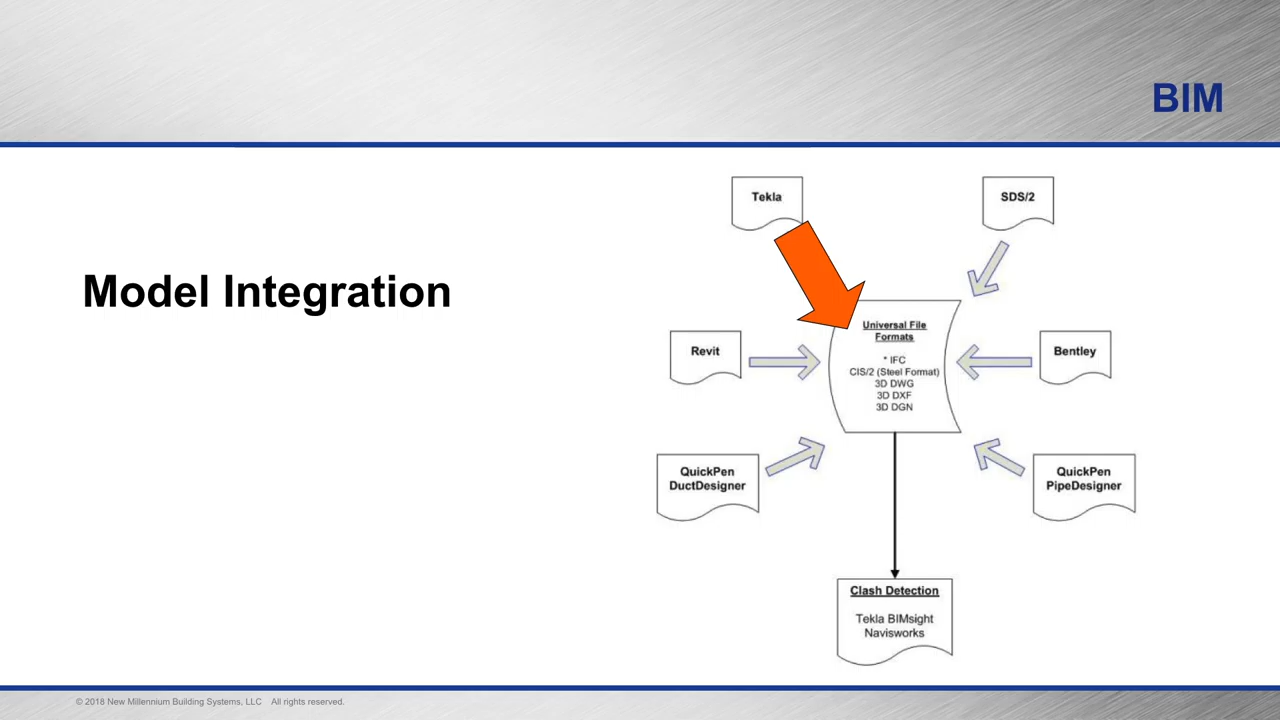 BIM
Model Integration
Tekla
SDS/2
Universal File
Formats
* IFC
CIS/2 (Steel Format)
3D DWG
3D DXF
3D DGN
Revit
Bentley
QuickPen
DuctDesigner
QuickPen
PipeDesigner
Clash Detection
Tekla BIMsight
Navisworks
© 2018 New Millennium Building Systems, LLC    All rights reserved.